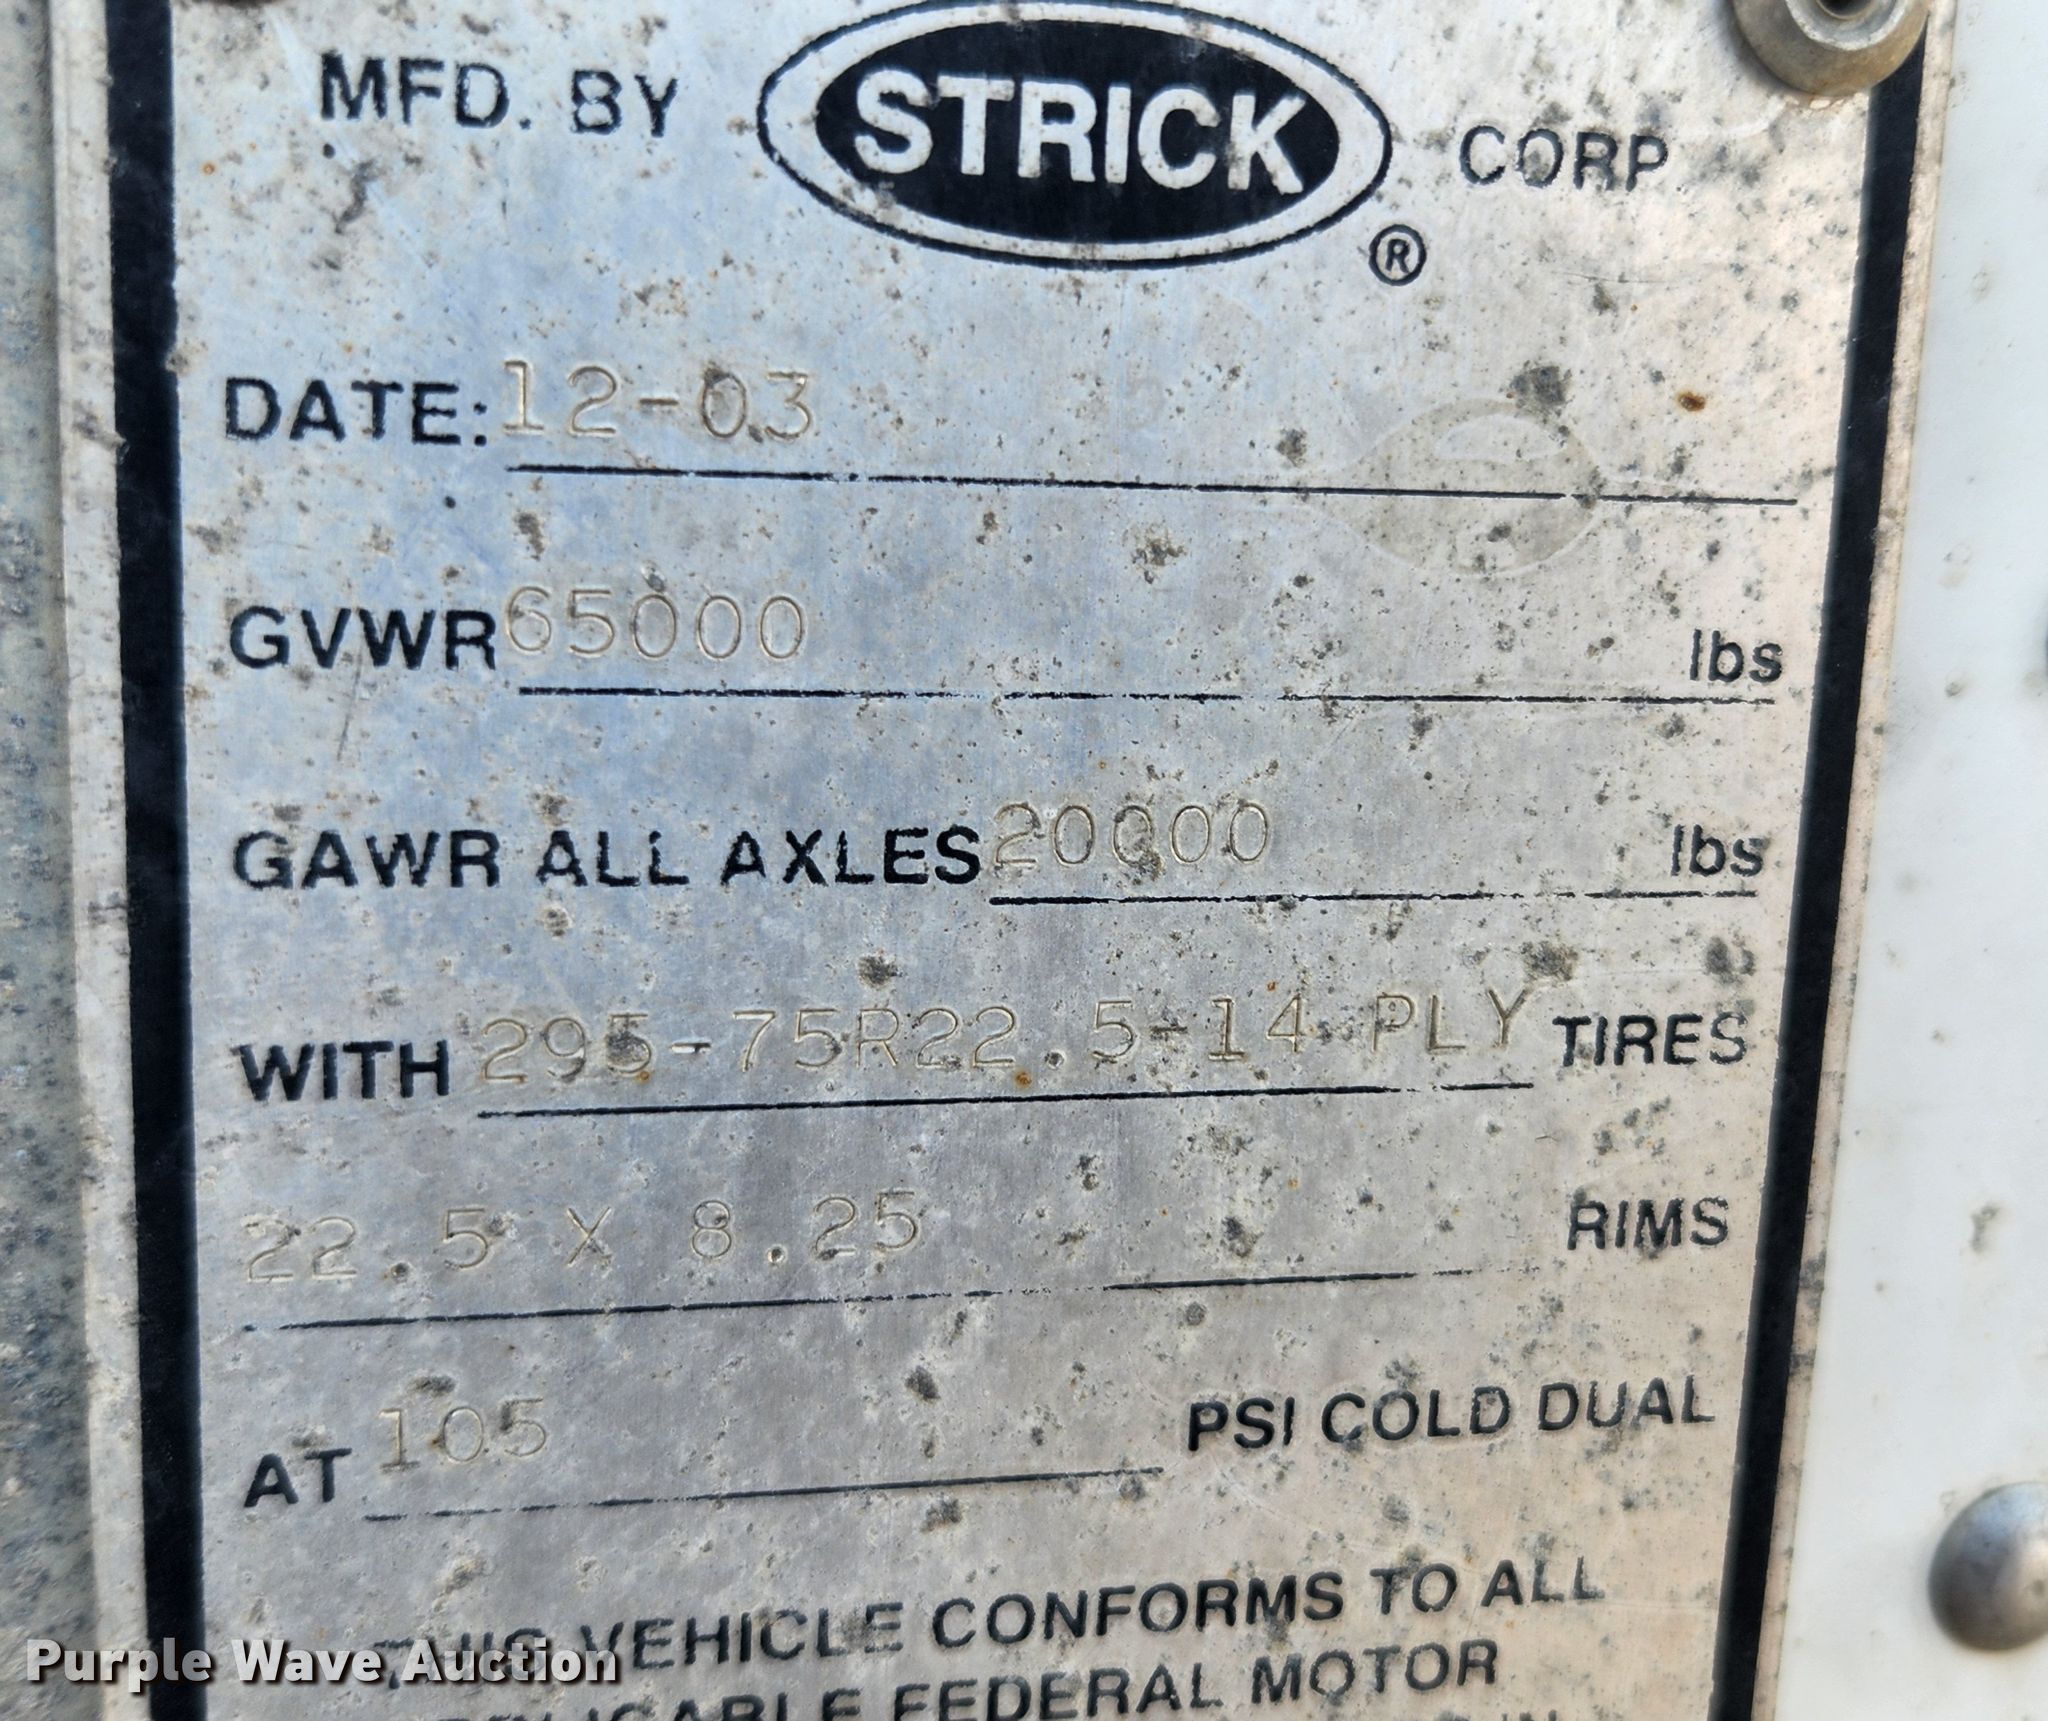 MFD. BY STRICK ® CORP.
DATE: 12-03
GVWR 65000 lbs
GAWR ALL AXLES 20000 lbs
WITH 295-75R22.5-14 PLY TIRES
22.5 X 8.25 RIMS
AT 105 PSI COLD DUAL
THIS VEHICLE CONFORMS TO ALL
FEDERAL MOTOR
Purple Wave Auction